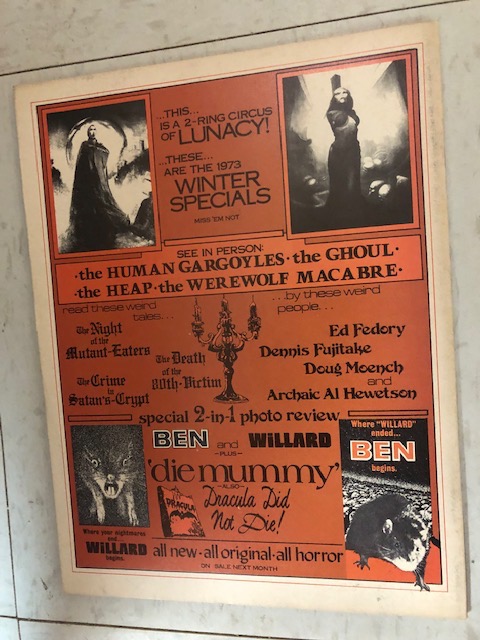 ...THIS...
IS A 2-RING CIRCUS
OF LUNACY!
...THESE...
ARE THE 1973
WINTER
SPECIALS
MISS 'EM NOT
SEE IN PERSON:
·the HUMAN GARGOYLES·the GHOUL·
·the HEAP·the WEREWOLF MACABRE·
read these weird
tales...
...by these weird
people...
The Night
of the
Mutant-Eaters
The Crime
in
Satan's-Crypt
The Death
of the
80th-Victim
Ed Fedory
Dennis Fujitake
Doug Moench
and
Archaic Al Hewetson
special 2-in-1 photo review
BEN and WILLARD
-PLUS-
'die mummy'
-ALSO-
DRACULA
Dracula Did
Not Die!
Where your nightmares
end...
WILLARD
begins.
Where "WILLARD"
ended...
BEN
begins.
all new·all original·all horror
ON SALE NEXT MONTH